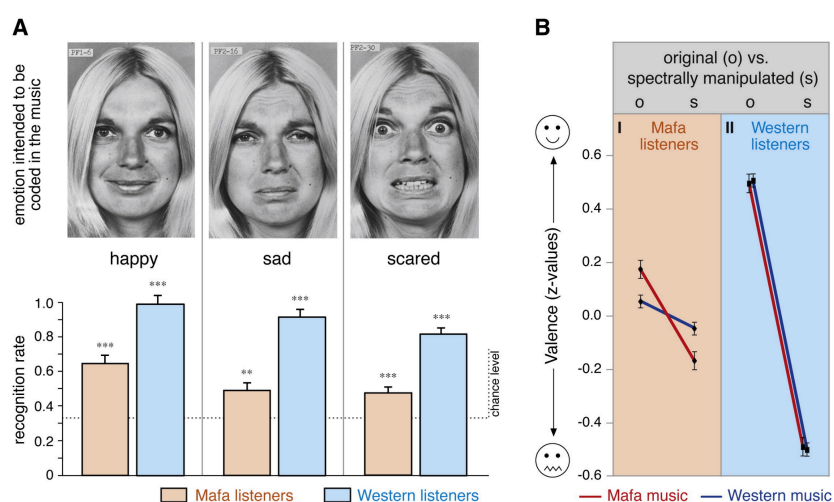 A
emotion intended to be
coded in the music
PF1-6
PF2-16
PF2-30
happy
sad
scared
recognition rate
1.0
0.8
0.6
0.4
0.2
0
***
***
**
***
***
***
chance level
Mafa listeners
Western listeners
B
original (o) vs.
spectrally manipulated (s)
o s o s
I Mafa
listeners
II Western
listeners
Valence (z-values)
0.6
0.4
0.2
0.0
-0.2
-0.4
-0.6
Mafa music
Western music